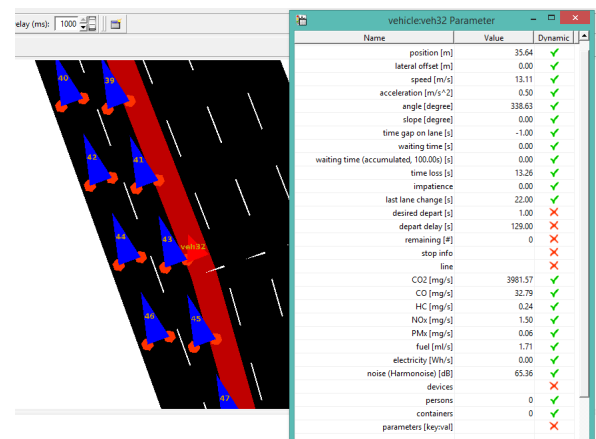 elay (ms): 1000
vehicle:veh32 Parameter
Name Value Dynamic
position [m] 35.64
lateral offset [m] 0.00
speed [m/s] 13.11
acceleration [m/s^2] 0.50
angle [degree] 338.63
slope [degree] 0.00
time gap on lane [s] -1.00
waiting time [s] 0.00
waiting time (accumulated, 100.00s) [s] 0.00
time loss [s] 13.26
impatience 0.00
last lane change [s] 22.00
desired depart [s] 1.00
depart delay [s] 129.00
remaining [#] 0
stop info
line
CO2 [mg/s] 3981.57
CO [mg/s] 32.79
HC [mg/s] 0.24
NOx [mg/s] 1.50
PMx [mg/s] 0.06
fuel [ml/s] 1.71
electricity [Wh/s] 0.00
noise (Harmonoise) [dB] 65.36
devices
persons 0
containers 0
parameters [key:val]
40 39
42 41
44 43 veh32
46 45
47